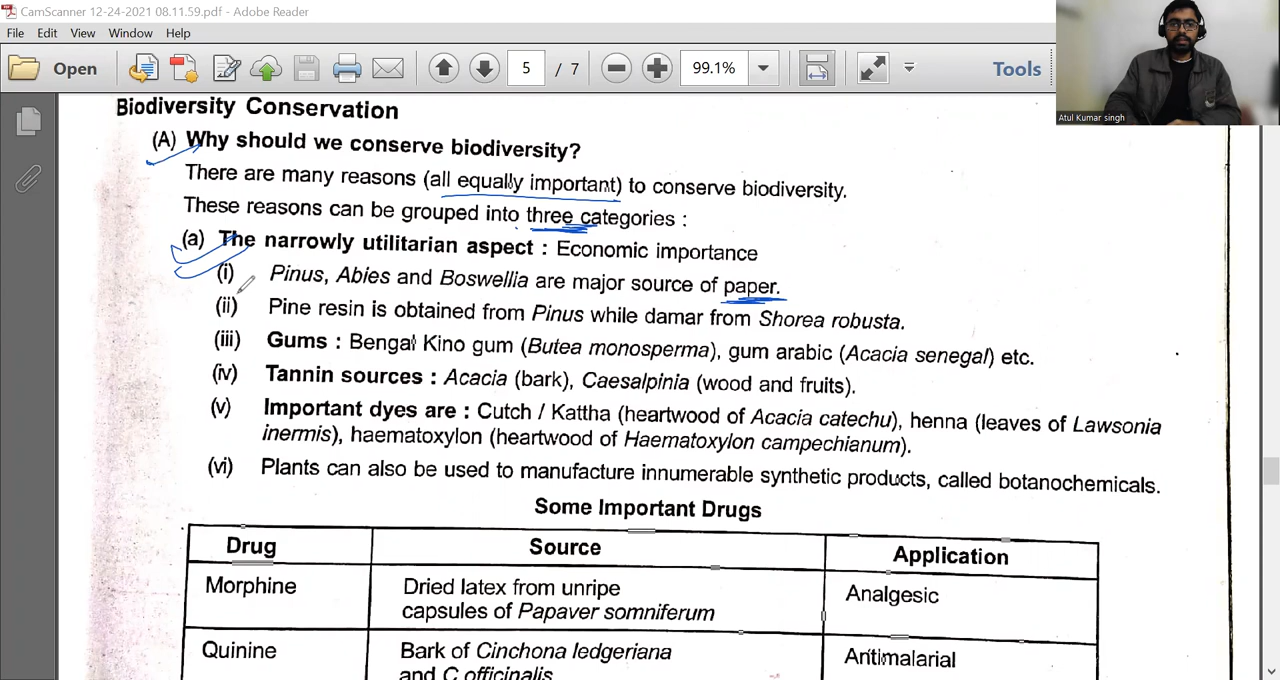 CamScanner 12-24-2021 08.11.59.pdf - Adobe Reader
File Edit View Window Help
Open 5 / 7 99.1% Tools
Atul Kumar singh
Biodiversity Conservation
(A) Why should we conserve biodiversity?
There are many reasons (all equally important) to conserve biodiversity.
These reasons can be grouped into three categories :
(a) The narrowly utilitarian aspect : Economic importance
(i) Pinus, Abies and Boswellia are major source of paper.
(ii) Pine resin is obtained from Pinus while damar from Shorea robusta.
(iii) Gums : Bengal Kino gum (Butea monosperma), gum arabic (Acacia senegal) etc.
(iv) Tannin sources : Acacia (bark), Caesalpinia (wood and fruits).
(v) Important dyes are : Cutch / Kattha (heartwood of Acacia catechu), henna (leaves of Lawsonia
inermis), haematoxylon (heartwood of Haematoxylon campechianum).
(vi) Plants can also be used to manufacture innumerable synthetic products, called botanochemicals.
Some Important Drugs
Drug Source Application
Morphine Dried latex from unripe Analgesic
capsules of Papaver somniferum
Quinine Bark of Cinchona ledgeriana Antimalarial
and C officinalis